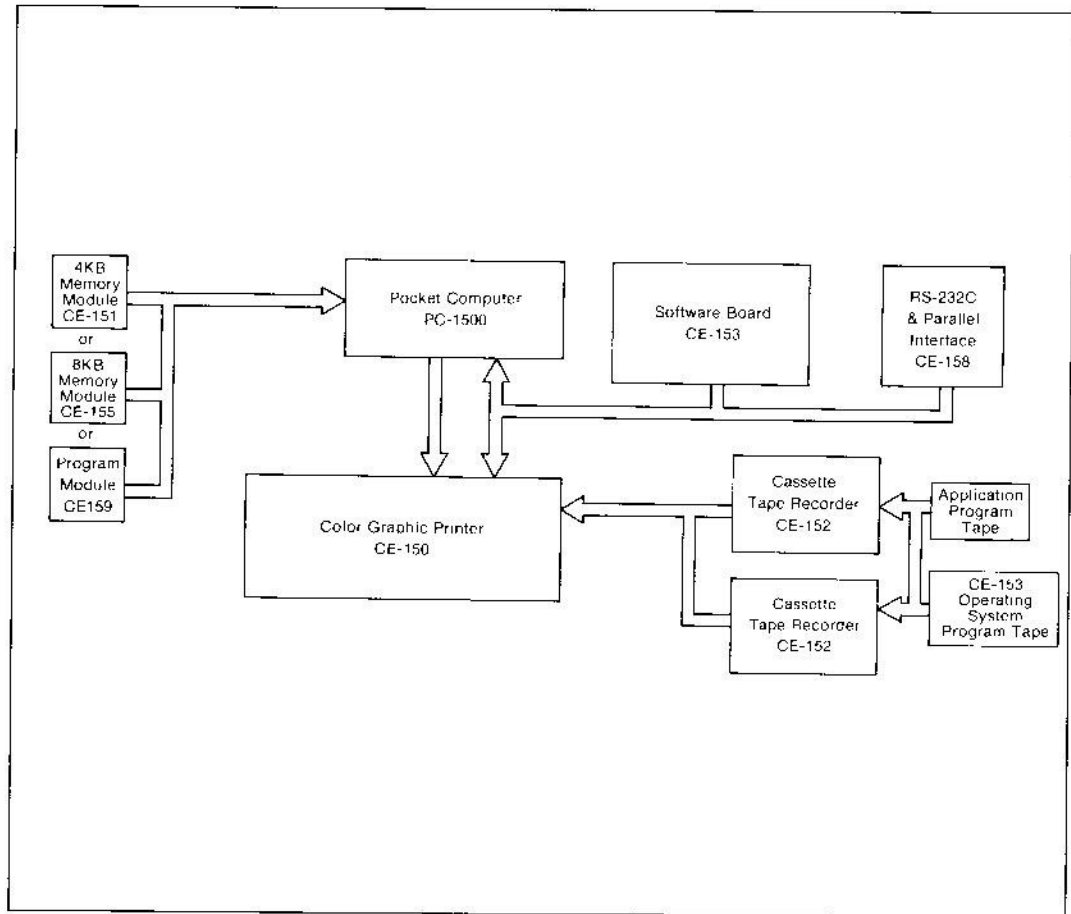 4KB
Memory
Module
CE-151
or
8KB
Memory
Module
CE-155
or
Program
Module
CE159
Pocket Computer
PC-1500
Software Board
CE-153
RS-232C
& Parallel
Interface
CE-158
Color Graphic Printer
CE-150
Cassette
Tape Recorder
CE-152
Cassette
Tape Recorder
CE-152
Application
Program
Tape
CE-153
Operating
System
Program Tape